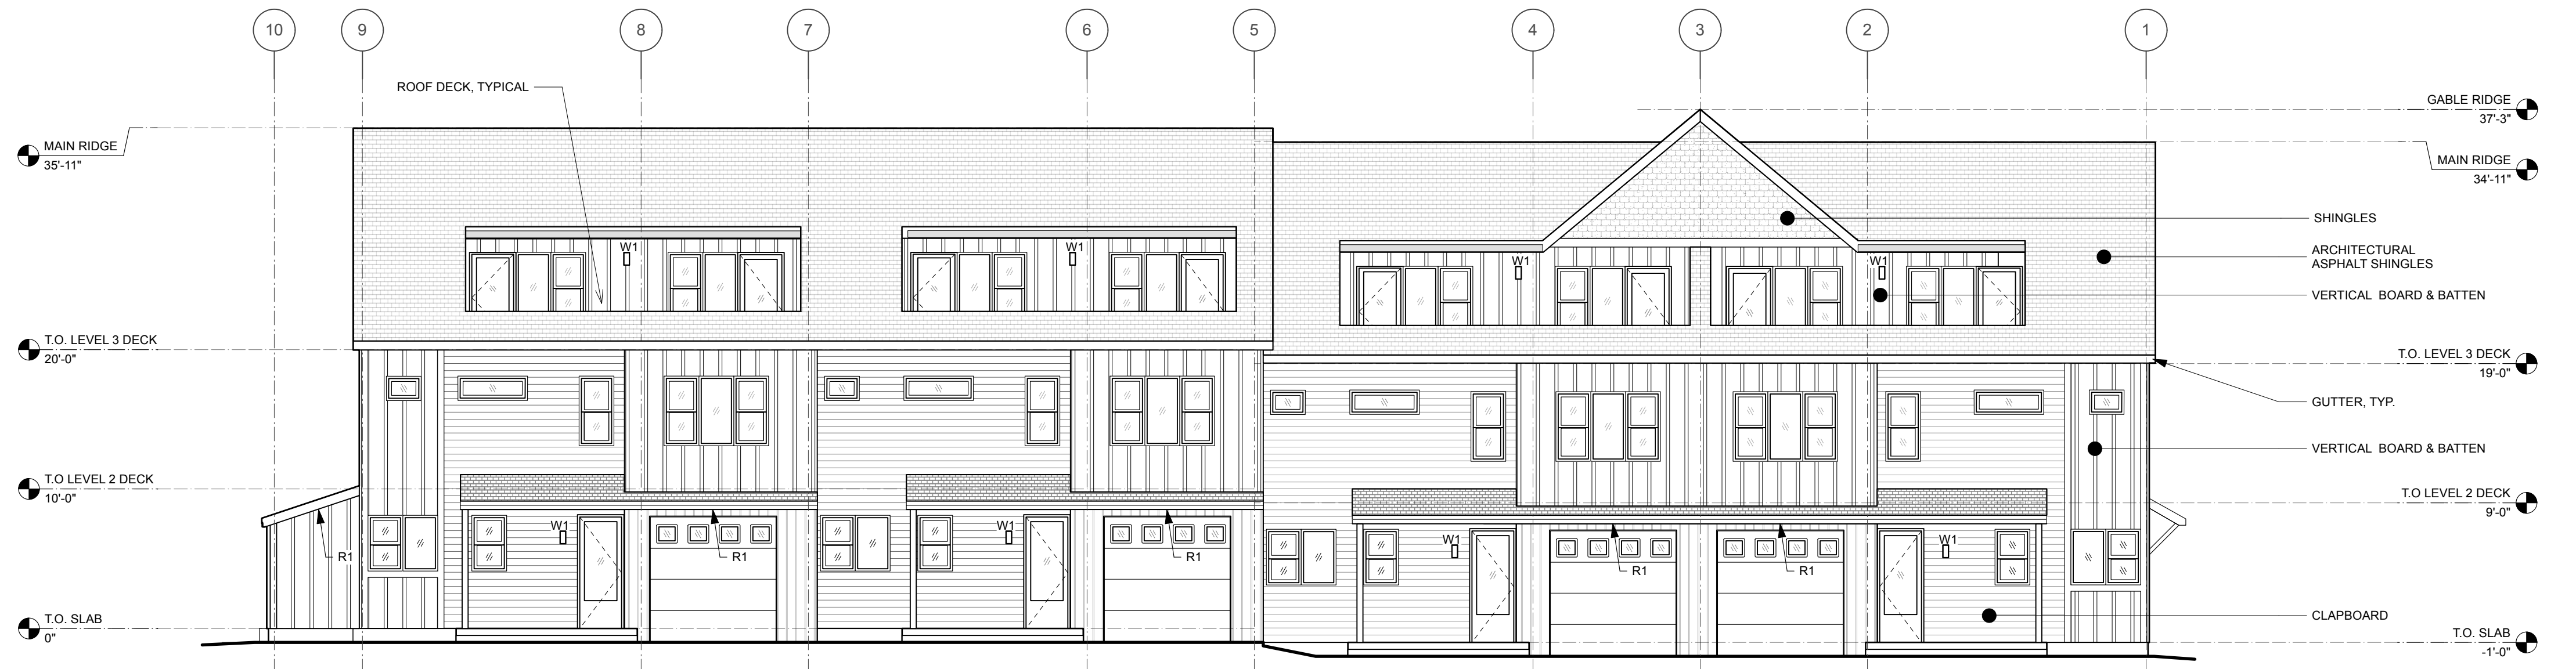 10 9 8 7 6 5 4 3 2 1
ROOF DECK, TYPICAL
GABLE RIDGE
37'-3"
MAIN RIDGE
35'-11"
MAIN RIDGE
34'-11"
SHINGLES
ARCHITECTURAL
ASPHALT SHINGLES
W1 W1 W1 W1
VERTICAL BOARD & BATTEN
T.O. LEVEL 3 DECK
20'-0"
T.O. LEVEL 3 DECK
19'-0"
GUTTER, TYP.
VERTICAL BOARD & BATTEN
T.O LEVEL 2 DECK
10'-0"
T.O LEVEL 2 DECK
9'-0"
W1 W1 W1 W1
R1 R1 R1 R1 R1
CLAPBOARD
T.O. SLAB
0"
T.O. SLAB
-1'-0"